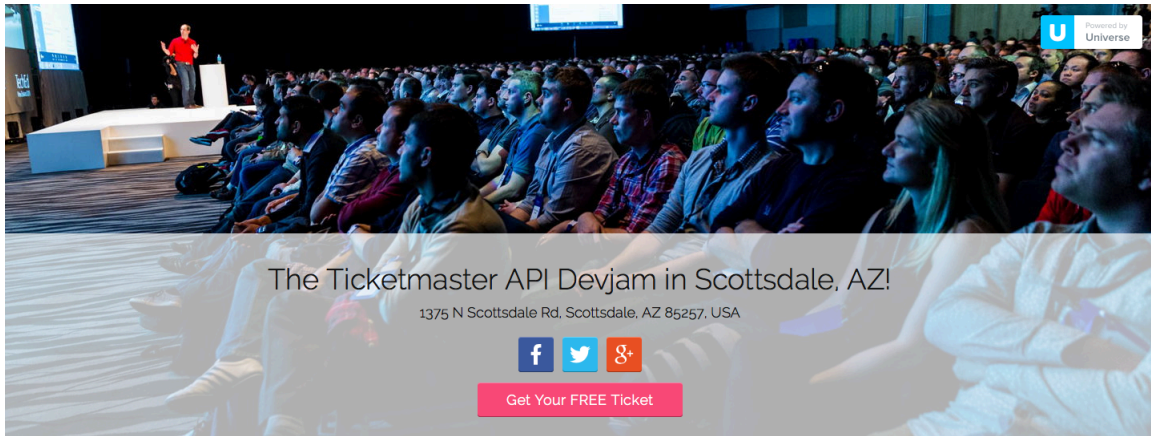 TechEd
U
Powered by
Universe
The Ticketmaster API Devjam in Scottsdale, AZ!
1375 N Scottsdale Rd, Scottsdale, AZ 85257, USA
f
g+
Get Your FREE Ticket